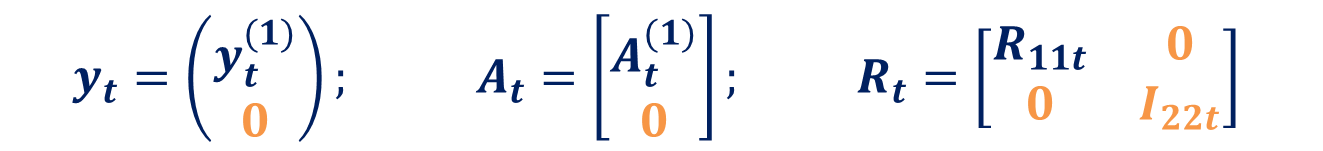 y_t = (y_t^(1) 0); A_t = [A_t^(1) 0]; R_t = [R_11t 0 0 I_22t]